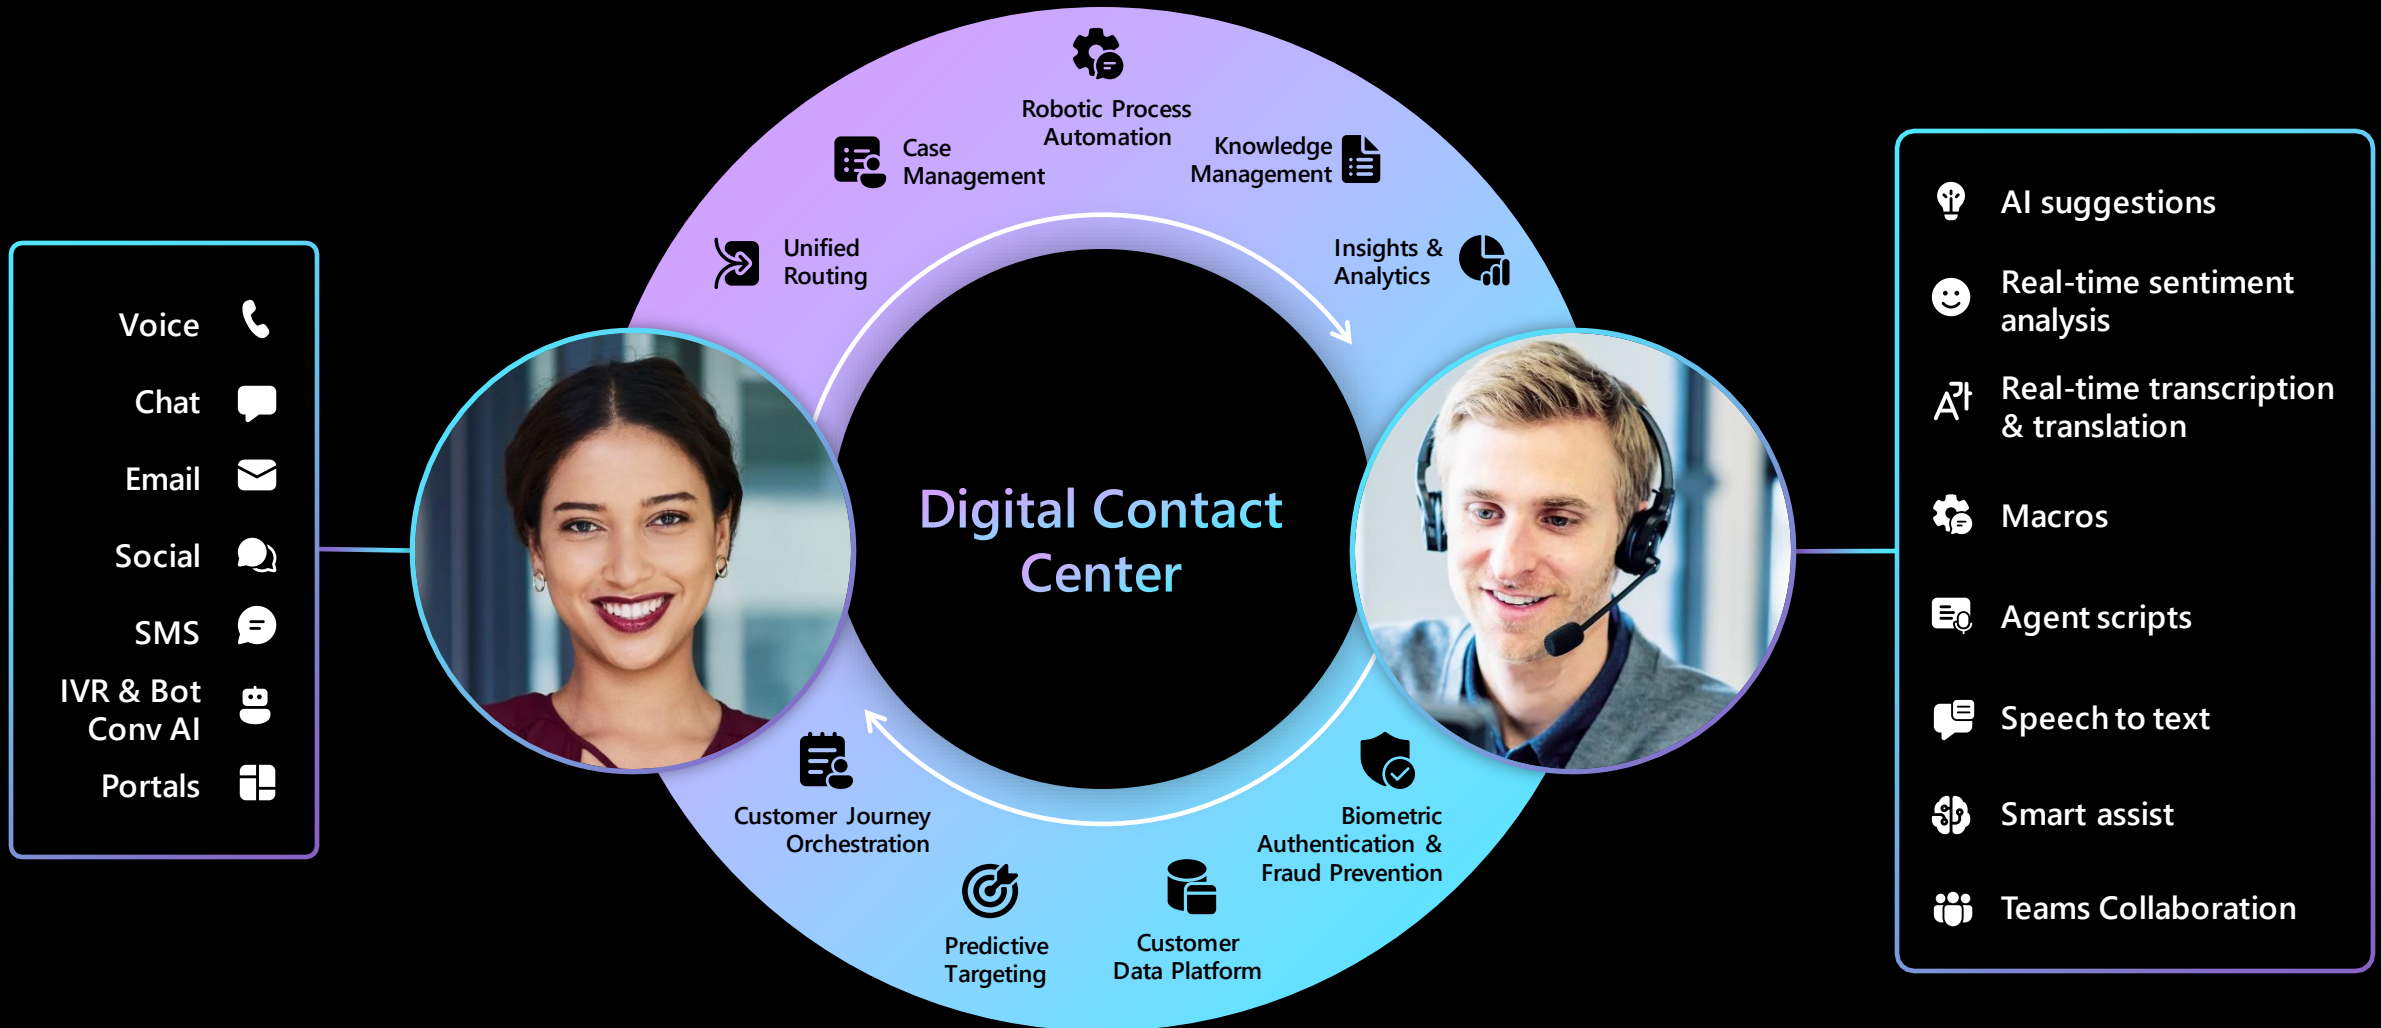 Voice
Chat
Email
Social
SMS
IVR & Bot
Conv AI
Portals
Robotic Process
Automation
Case
Management
Knowledge
Management
Unified
Routing
Insights &
Analytics
Digital Contact
Center
Customer Journey
Orchestration
Predictive
Targeting
Customer
Data Platform
Biometric
Authentication &
Fraud Prevention
AI suggestions
Real-time sentiment
analysis
Real-time transcription
& translation
Macros
Agent scripts
Speech to text
Smart assist
Teams Collaboration